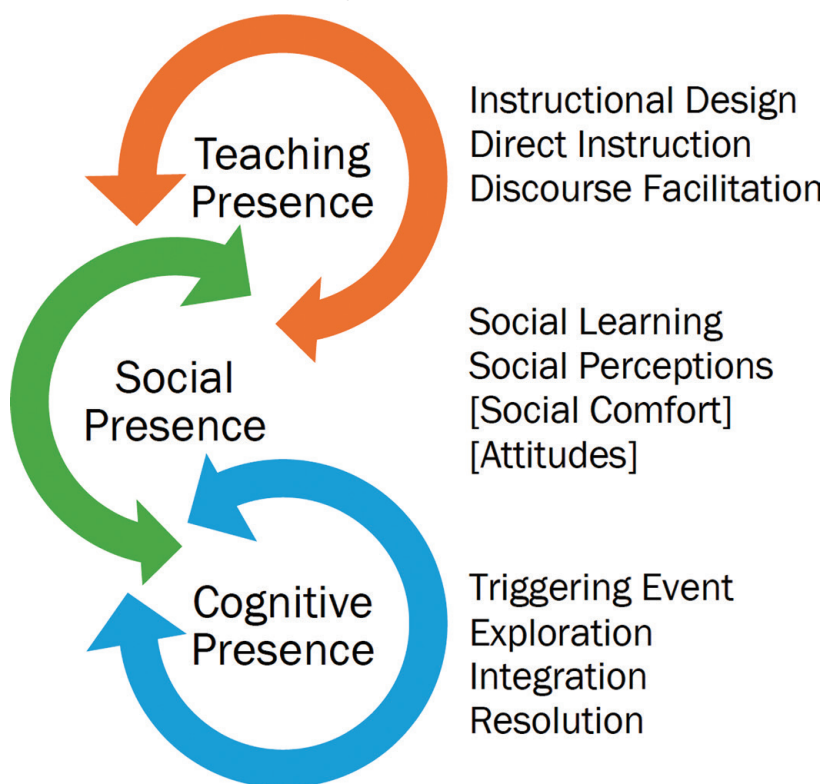 Teaching
Presence
Instructional Design
Direct Instruction
Discourse Facilitation
Social
Presence
Social Learning
Social Perceptions
[Social Comfort]
[Attitudes]
Cognitive
Presence
Triggering Event
Exploration
Integration
Resolution